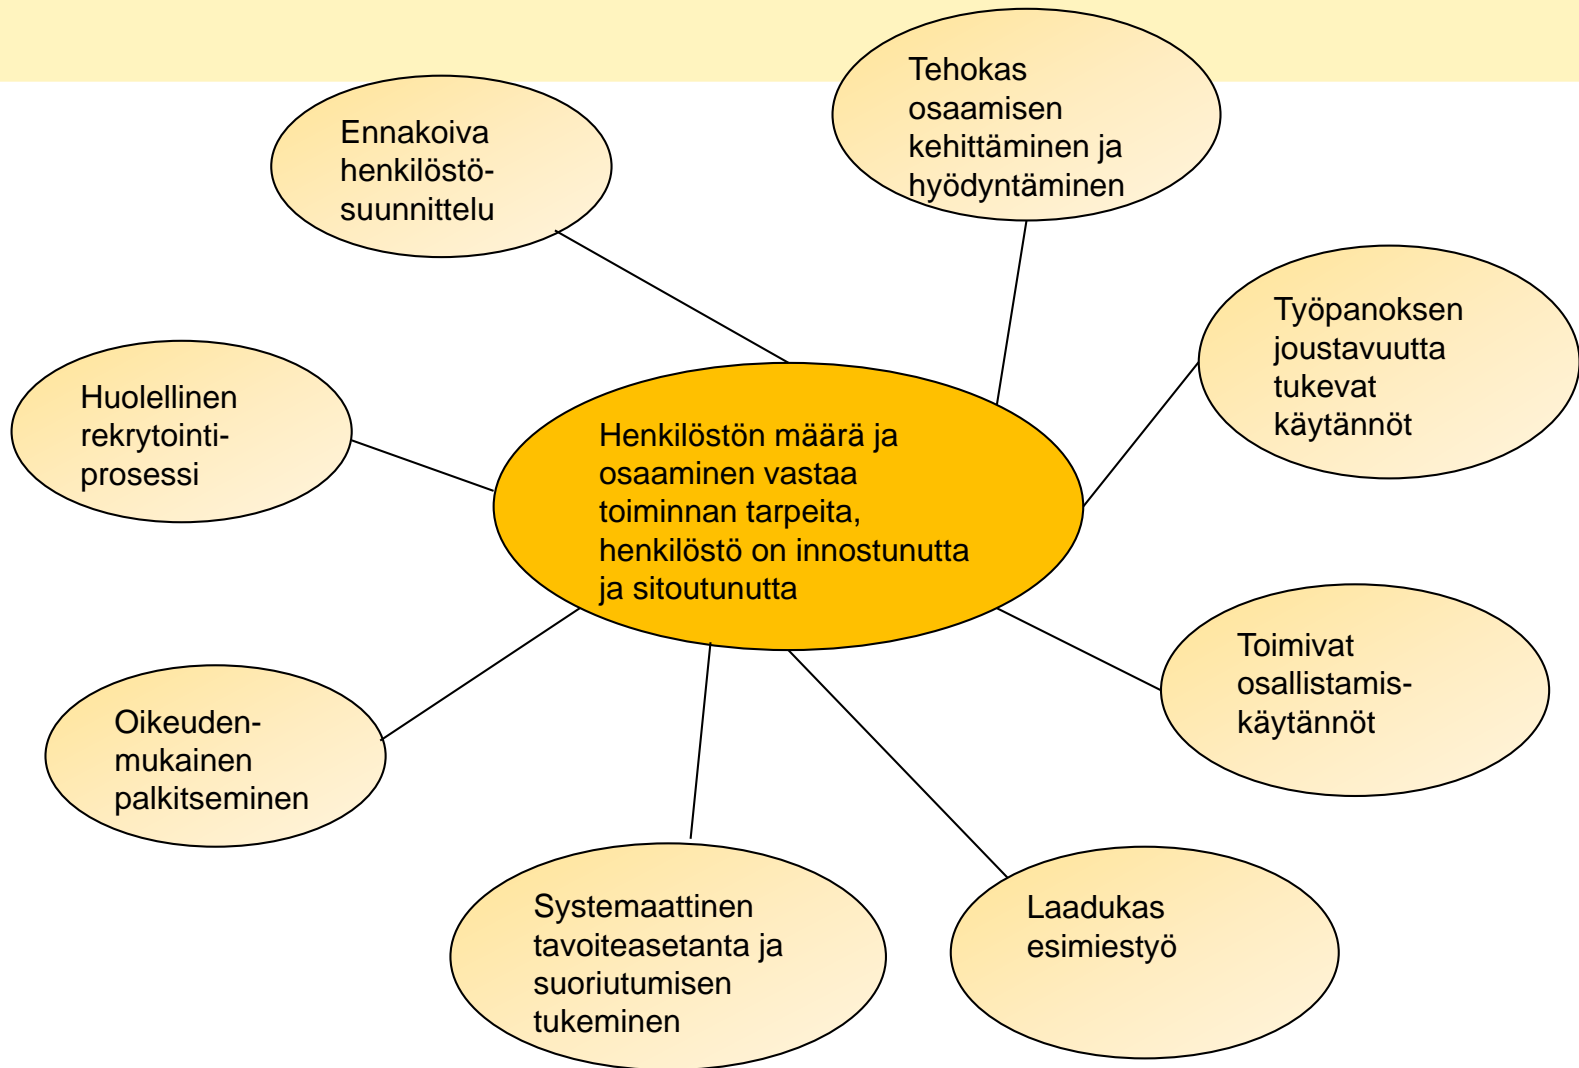 Tehokas
osaamisen
kehittäminen ja
hyödyntäminen
Ennakoiva
henkilöstö-
suunnittelu
Työpanoksen
joustavuutta
tukevat
käytännöt
Huolellinen
rekrytointi-
prosessi
Henkilöstön määrä ja
osaaminen vastaa
toiminnan tarpeita,
henkilöstö on innostunutta
ja sitoutunutta
Toimivat
osallistamis-
käytännöt
Oikeuden-
mukainen
palkitseminen
Systemaattinen
tavoiteasetanta ja
suoriutumisen
tukeminen
Laadukas
esimiestyö